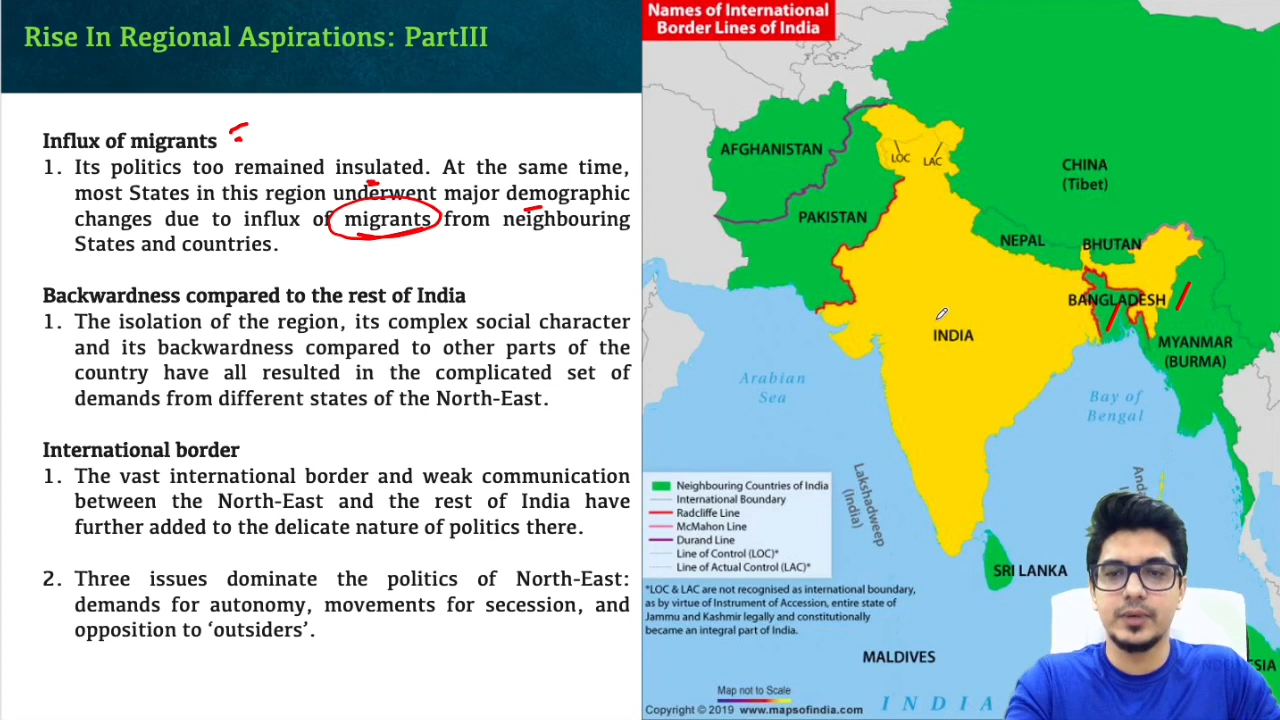 Rise In Regional Aspirations: PartIII
Influx of migrants
1. Its politics too remained insulated. At the same time,
most States in this region underwent major demographic
changes due to influx of migrants from neighbouring
States and countries.
Backwardness compared to the rest of India
1. The isolation of the region, its complex social character
and its backwardness compared to other parts of the
country have all resulted in the complicated set of
demands from different states of the North-East.
International border
1. The vast international border and weak communication
between the North-East and the rest of India have
further added to the delicate nature of politics there.
2. Three issues dominate the politics of North-East:
demands for autonomy, movements for secession, and
opposition to ‘outsiders’.
Names of International
Border Lines of India
AFGHANISTAN
LOC
LAC
CHINA
(Tibet)
PAKISTAN
NEPAL
BHUTAN
BANGLADESH
INDIA
MYANMAR
(BURMA)
Arabian
Sea
Bay of
Bengal
Lakshadweep
(India)
Neighbouring Countries of India
International Boundary
Radcliffe Line
McMahon Line
Durand Line
Line of Control (LOC)*
Line of Actual Control (LAC)*
SRI LANKA
*LOC & LAC are not recognised as international boundary,
as by virtue of Instrument of Accession, entire state of
Jammu and Kashmir legally and constitutionally
became an integral part of India.
MALDIVES
Map not to Scale
INDIA
Copyright © 2019 www.mapsofindia.com